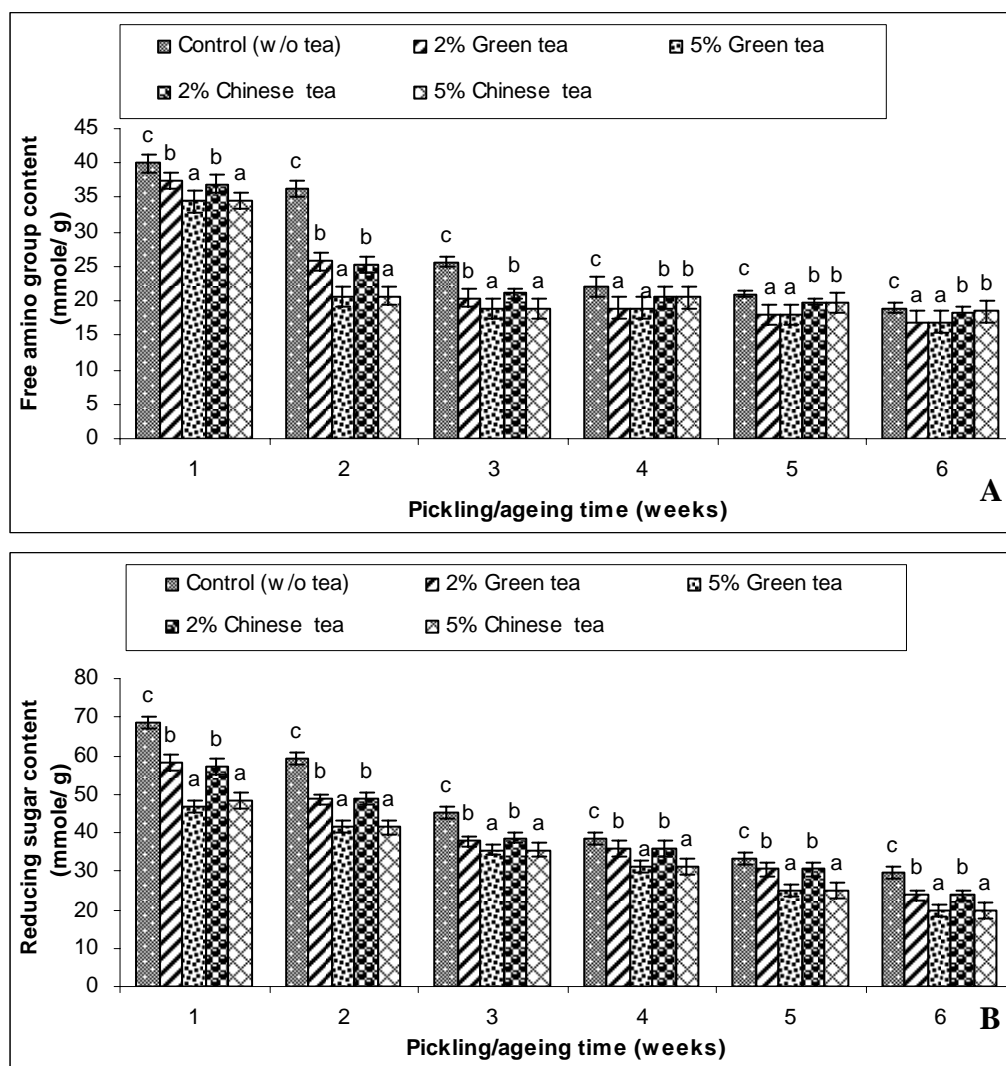 Control (w/o tea) 2% Green tea 5% Green tea
2% Chinese tea 5% Chinese tea
Free amino group content
(mmole/ g)
45
40
35
30
25
20
15
10
5
0
c b a b a c b a b a c b a b a c a a b b c a a b b c a a b b
1 2 3 4 5 6
Pickling/ageing time (weeks)
A
Control (w/o tea) 2% Green tea 5% Green tea
2% Chinese tea 5% Chinese tea
Reducing sugar content
(mmole/ g)
80
70
60
50
40
30
20
10
0
c b a b a c b a b a c b a b a c b a b a c b a b a c b a b a
1 2 3 4 5 6
Pickling/ageing time (weeks)
B